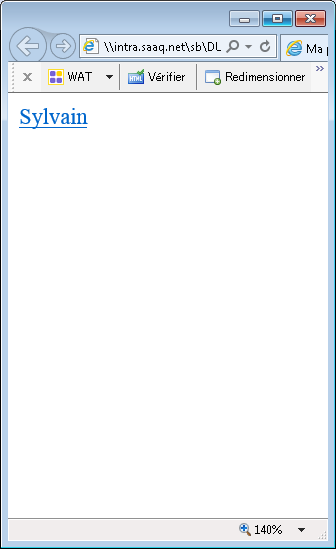 \\intra.saaq.net\sb\DL
Ma
WAT
Vérifier
Redimensionner
Sylvain
140%